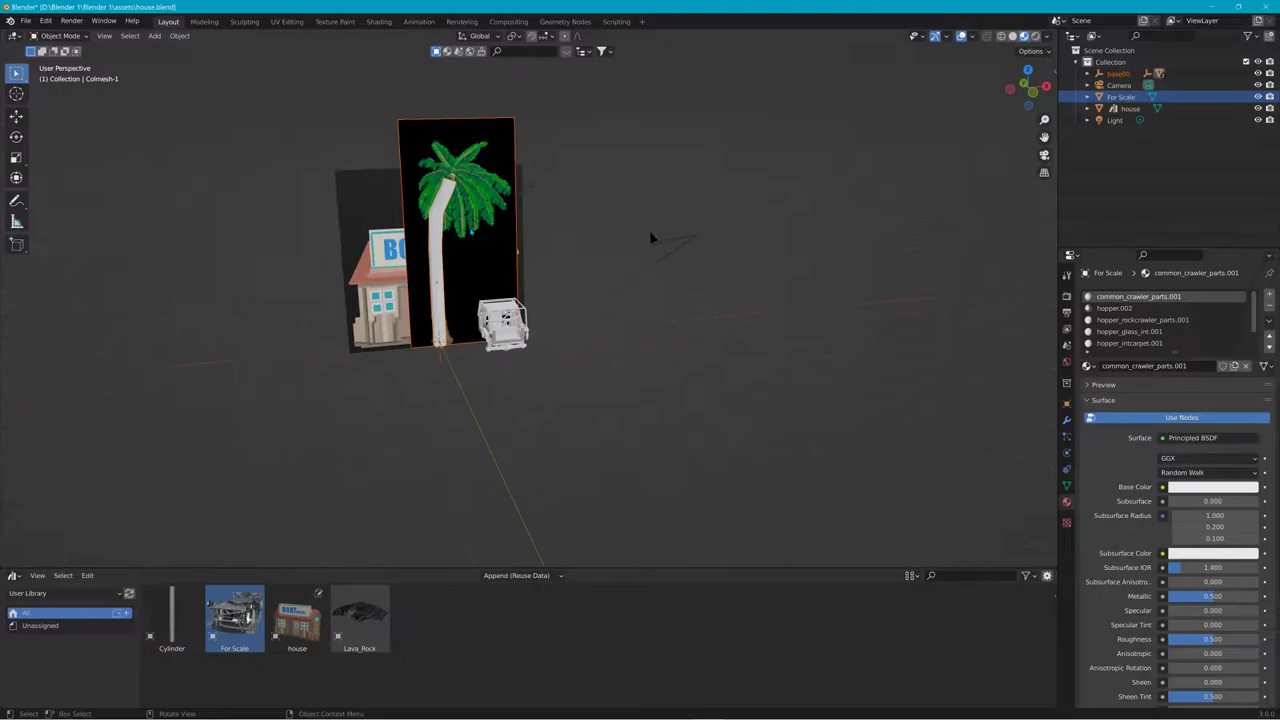 Blender* [D:\Blender 1\assets\house.blend]
File Edit Render Window Help Layout Modeling Sculpting UV Editing Texture Paint Shading Animation Rendering Compositing Geometry Nodes Scripting + Scene ViewLayer
Object Mode View Select Add Object Global
Options
User Perspective
(1) Collection | Colmesh-1
Scene Collection
Collection
base00
Camera
For Scale
house
Light
BO
For Scale common_crawler_parts.001
common_crawler_parts.001
hopper.002
hopper_rockcrawler_parts.001
hopper_glass_int.001
hopper_intcarpet.001
common_crawler_parts.001
Preview
Surface
Use Nodes
Surface Principled BSDF
GGX
Random Walk
Base Color
Subsurface 0.000
Subsurface Radius 1.000
0.200
0.100
Subsurface Color
Subsurface IOR 1.400
Subsurface Anisotro.. 0.000
Metallic 0.500
Specular 0.000
Specular Tint 0.000
Roughness 0.500
Anisotropic 0.000
Anisotropic Rotation 0.000
Sheen 0.000
Sheen Tint 0.500
View Select Edit Append (Reuse Data)
User Library
All
Unassigned
Cylinder For Scale house Lava_Rock
Select Box Select Rotate View Object Context Menu 3.0.0